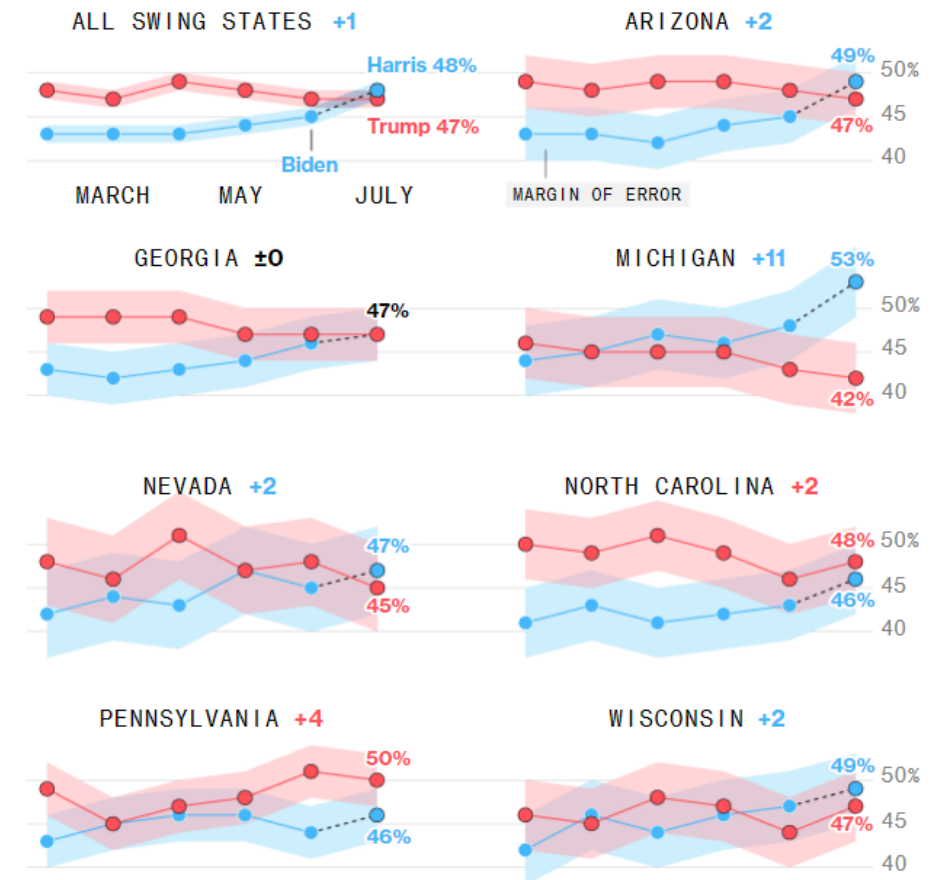 ALL SWING STATES +1
Harris 48%
Trump 47%
Biden
MARCH MAY JULY
ARIZONA +2
49%
50%
45
47%
40
MARGIN OF ERROR
GEORGIA ±0
47%
MICHIGAN +11
53%
50%
45
40
42%
NEVADA +2
47%
45%
NORTH CAROLINA +2
48% 50%
45
46%
40
PENNSYLVANIA +4
50%
46%
WISCONSIN +2
49%
50%
45
47%
40